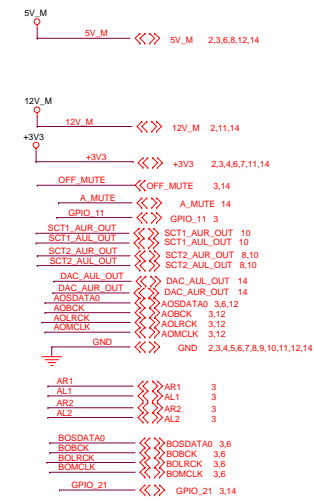 5V_M
5V_M 5V_M 2,3,6,8,12,14
12V_M
12V_M 12V_M 2,11,14
+3V3
+3V3 +3V3 2,3,4,6,7,11,14
OFF_MUTE OFF_MUTE 3,14
A_MUTE A_MUTE 14
GPIO_11 GPIO_11 3
SCT1_AUR_OUT SCT1_AUR_OUT 10
SCT1_AUL_OUT SCT1_AUL_OUT 10
SCT2_AUR_OUT SCT2_AUR_OUT 8,10
SCT2_AUL_OUT SCT2_AUL_OUT 8,10
DAC_AUL_OUT DAC_AUL_OUT 14
DAC_AUR_OUT DAC_AUR_OUT 14
AOSDATA0 AOSDATA0 3,6,12
AOBCK AOBCK 3,12
AOLRCK AOLRCK 3,12
AOMCLK AOMCLK 3,12
GND GND 2,3,4,5,6,7,8,9,10,11,12,14
AR1 AR1 3
AL1 AL1 3
AR2 AR2 3
AL2 AL2 3
BOSDATA0 BOSDATA0 3,6
BOBCK BOBCK 3,6
BOLRCK BOLRCK 3,6
BOMCLK BOMCLK 3,6
GPIO_21 GPIO_21 3,14